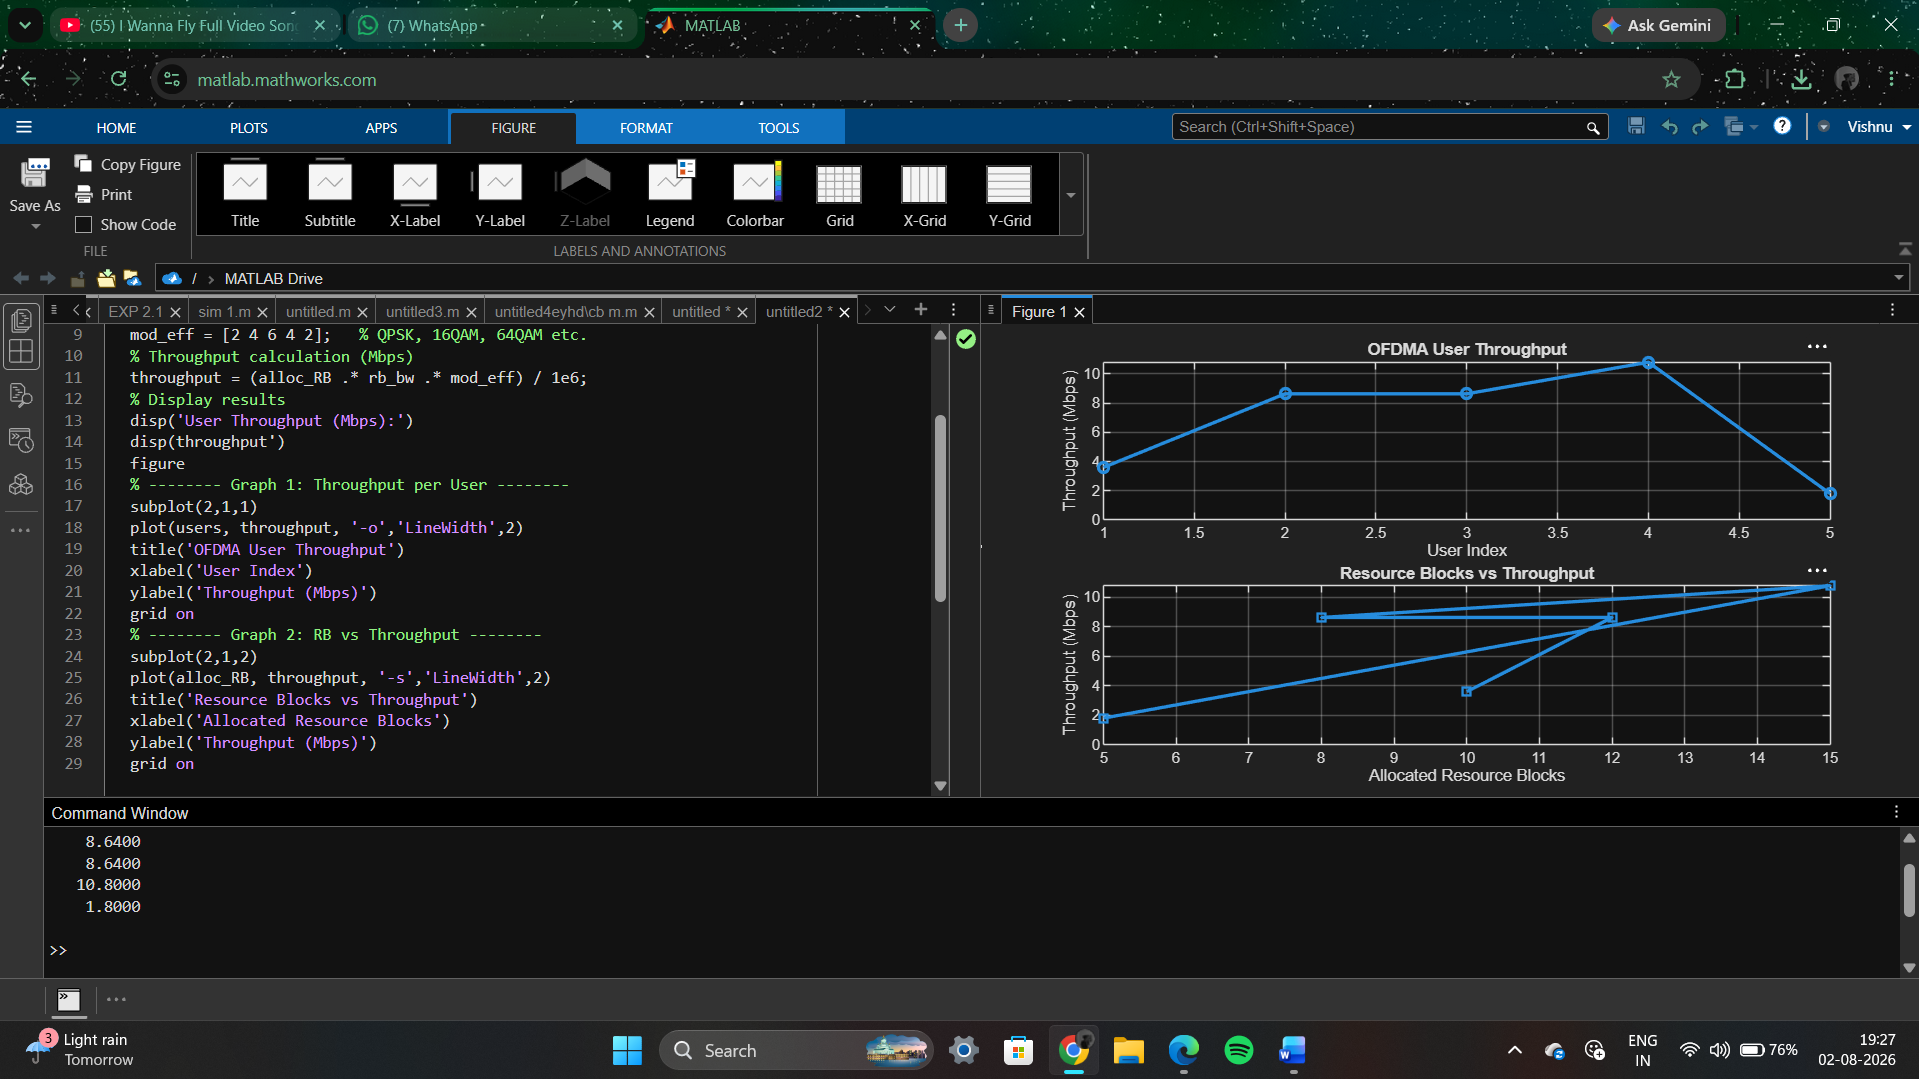 (55) I Wanna Fly Full Video Son
(7) WhatsApp
MATLAB
Ask Gemini
matlab.mathworks.com
HOME PLOTS APPS FIGURE FORMAT TOOLS
Search (Ctrl+Shift+Space)
Vishnu
Save As
Copy Figure
Print
Show Code
FILE
Title Subtitle X-Label Y-Label Z-Label Legend Colorbar Grid X-Grid Y-Grid
LABELS AND ANNOTATIONS
/ › MATLAB Drive
EXP 2.1 sim 1.m untitled.m untitled3.m untitled4eyhd\cb m.m untitled * untitled2 *
9 mod_eff = [2 4 6 4 2];   % QPSK, 16QAM, 64QAM etc.
10 % Throughput calculation (Mbps)
11 throughput = (alloc_RB .* rb_bw .* mod_eff) / 1e6;
12 % Display results
13 disp('User Throughput (Mbps):')
14 disp(throughput')
15 figure
16 % -------- Graph 1: Throughput per User --------
17 subplot(2,1,1)
18 plot(users, throughput, '-o','LineWidth',2)
19 title('OFDMA User Throughput')
20 xlabel('User Index')
21 ylabel('Throughput (Mbps)')
22 grid on
23 % -------- Graph 2: RB vs Throughput --------
24 subplot(2,1,2)
25 plot(alloc_RB, throughput, '-s','LineWidth',2)
26 title('Resource Blocks vs Throughput')
27 xlabel('Allocated Resource Blocks')
28 ylabel('Throughput (Mbps)')
29 grid on
Figure 1
OFDMA User Throughput
Throughput (Mbps)
10
8
6
4
2
0
1 1.5 2 2.5 3 3.5 4 4.5 5
User Index
Resource Blocks vs Throughput
Throughput (Mbps)
10
8
6
4
2
0
5 6 7 8 9 10 11 12 13 14 15
Allocated Resource Blocks
Command Window
8.6400
8.6400
10.8000
1.8000
>>
3
Light rain
Tomorrow
Search
ENG
IN
76%
19:27
02-08-2026